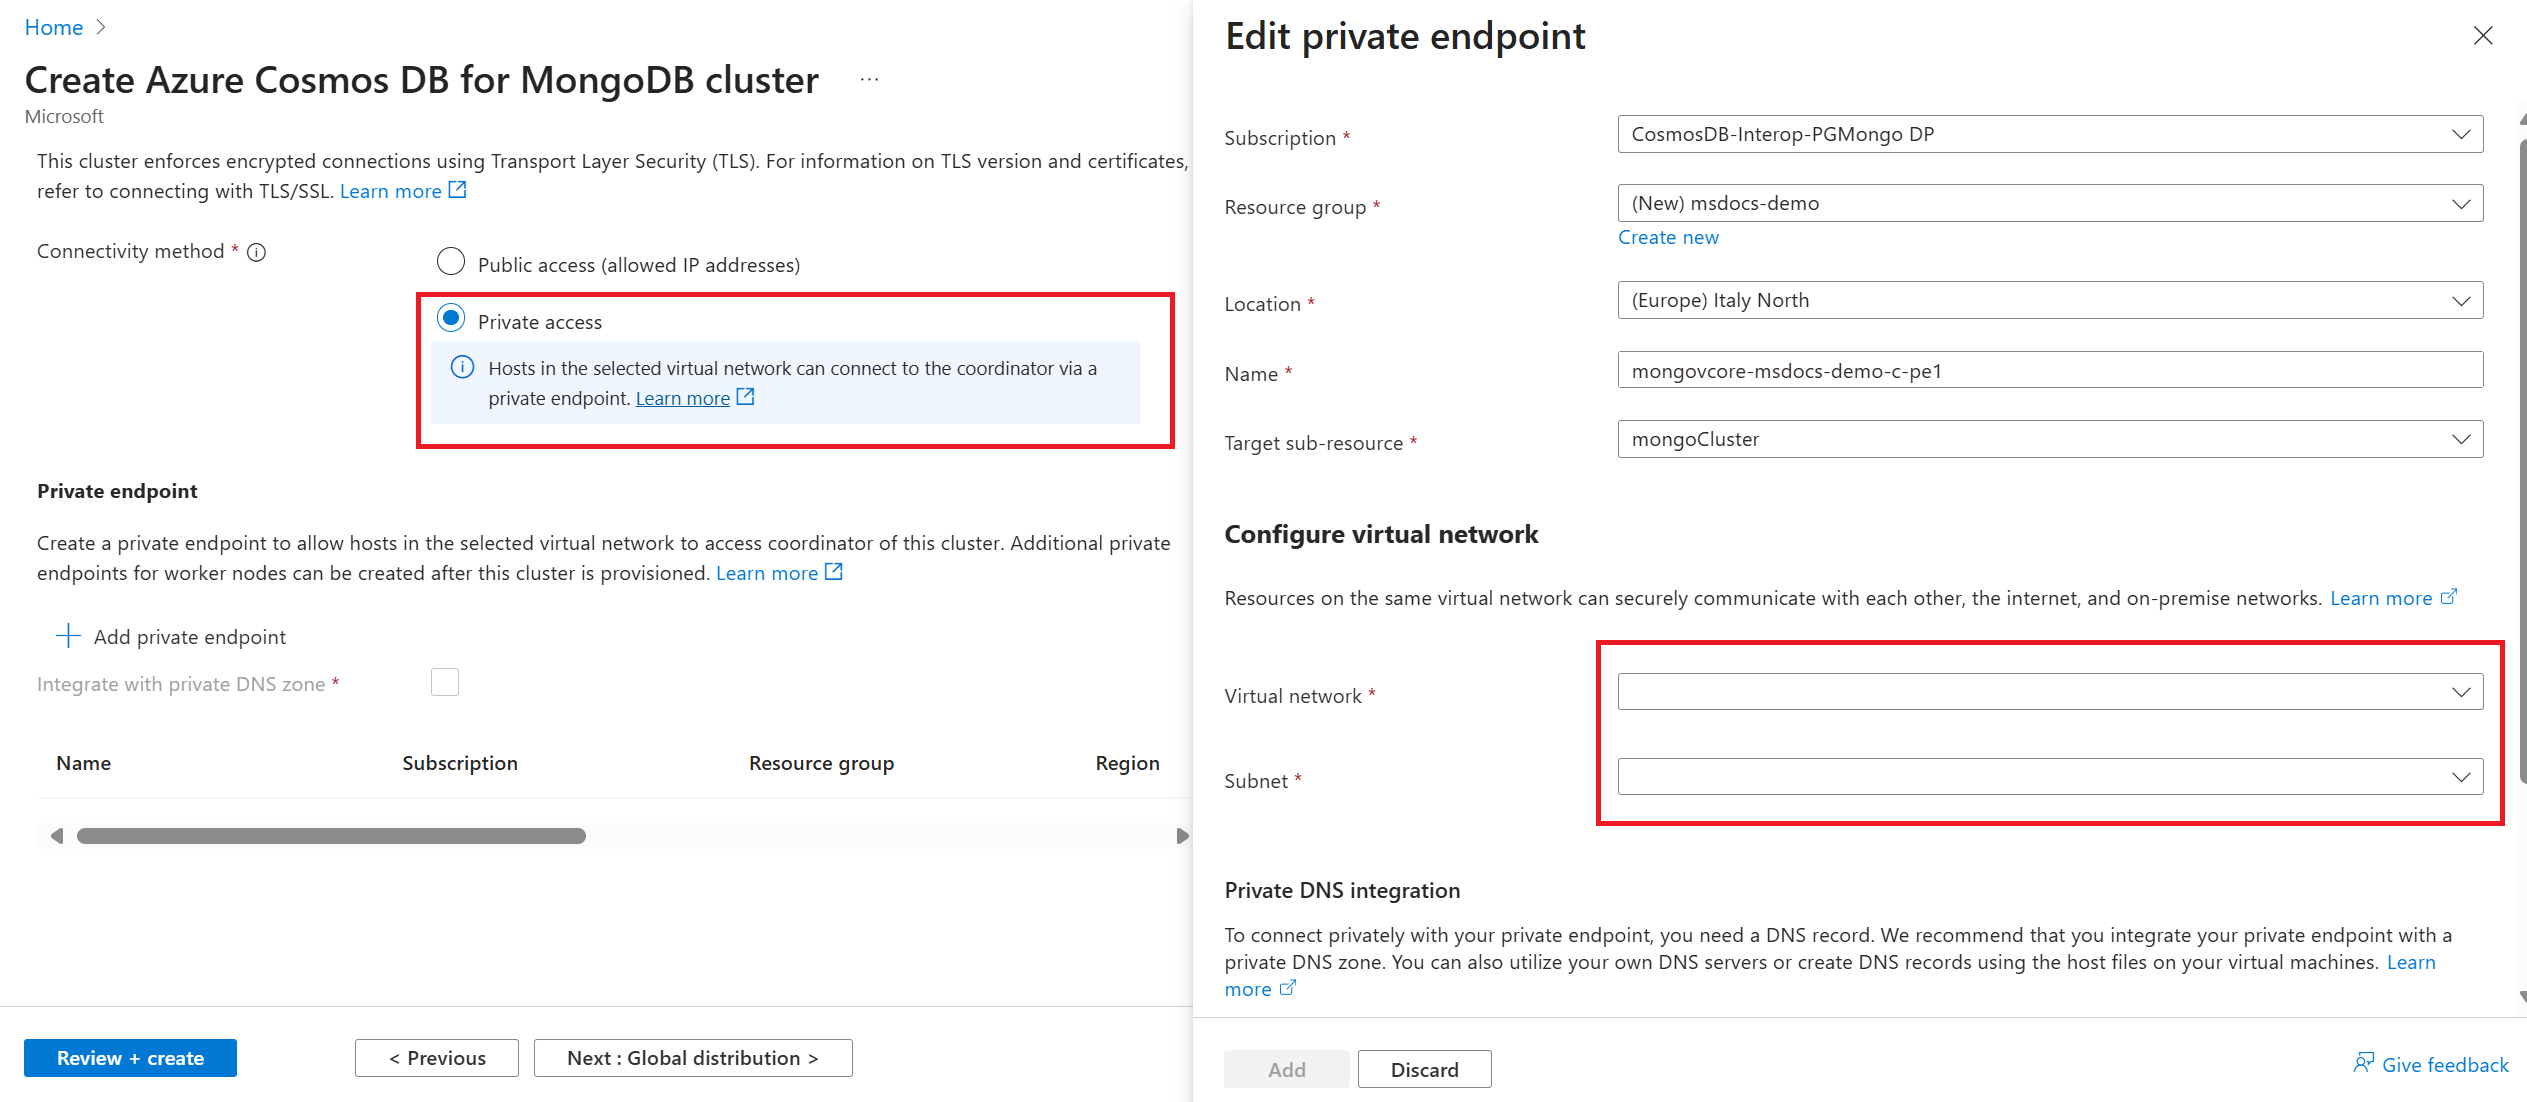 Home >
Create Azure Cosmos DB for MongoDB cluster ...
Microsoft
This cluster enforces encrypted connections using Transport Layer Security (TLS). For information on TLS version and certificates,
refer to connecting with TLS/SSL. Learn more
Connectivity method *
Public access (allowed IP addresses)
Private access
Hosts in the selected virtual network can connect to the coordinator via a
private endpoint. Learn more
Private endpoint
Create a private endpoint to allow hosts in the selected virtual network to access coordinator of this cluster. Additional private
endpoints for worker nodes can be created after this cluster is provisioned. Learn more
Add private endpoint
Integrate with private DNS zone *
Name Subscription Resource group Region
Review + create < Previous Next : Global distribution >
Edit private endpoint
Subscription * CosmosDB-Interop-PGMongo DP
Resource group * (New) msdocs-demo
Create new
Location * (Europe) Italy North
Name * mongovcore-msdocs-demo-c-pe1
Target sub-resource * mongoCluster
Configure virtual network
Resources on the same virtual network can securely communicate with each other, the internet, and on-premise networks. Learn more
Virtual network *
Subnet *
Private DNS integration
To connect privately with your private endpoint, you need a DNS record. We recommend that you integrate your private endpoint with a
private DNS zone. You can also utilize your own DNS servers or create DNS records using the host files on your virtual machines. Learn
more
Add Discard Give feedback